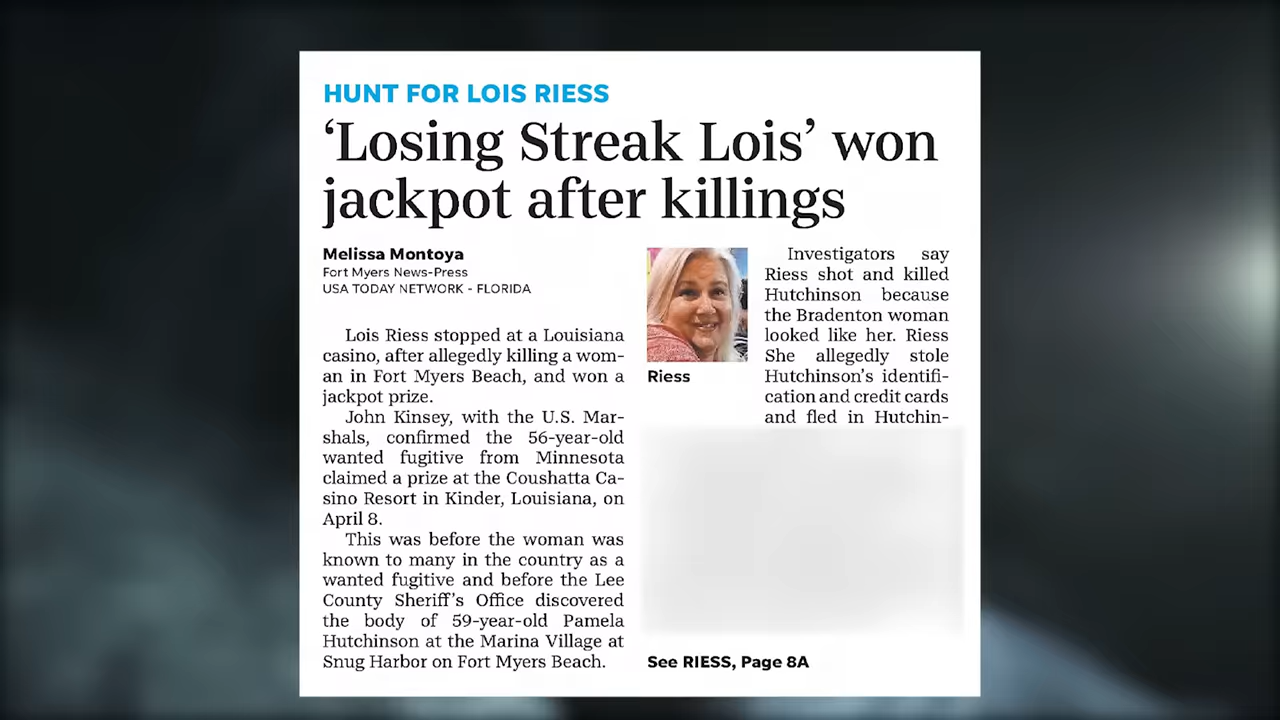 HUNT FOR LOIS RIESS
‘Losing Streak Lois’ won
jackpot after killings
Melissa Montoya
Fort Myers News-Press
USA TODAY NETWORK - FLORIDA
Lois Riess stopped at a Louisiana
casino, after allegedly killing a wom-
an in Fort Myers Beach, and won a
jackpot prize.
John Kinsey, with the U.S. Mar-
shals, confirmed the 56-year-old
wanted fugitive from Minnesota
claimed a prize at the Coushatta Ca-
sino Resort in Kinder, Louisiana, on
April 8.
This was before the woman was
known to many in the country as a
wanted fugitive and before the Lee
County Sheriff’s Office discovered
the body of 59-year-old Pamela
Hutchinson at the Marina Village at
Snug Harbor on Fort Myers Beach.
Riess
Investigators say
Riess shot and killed
Hutchinson because
the Bradenton woman
looked like her. Riess
She allegedly stole
Hutchinson’s identifi-
cation and credit cards
and fled in Hutchin-
See RIESS, Page 8A